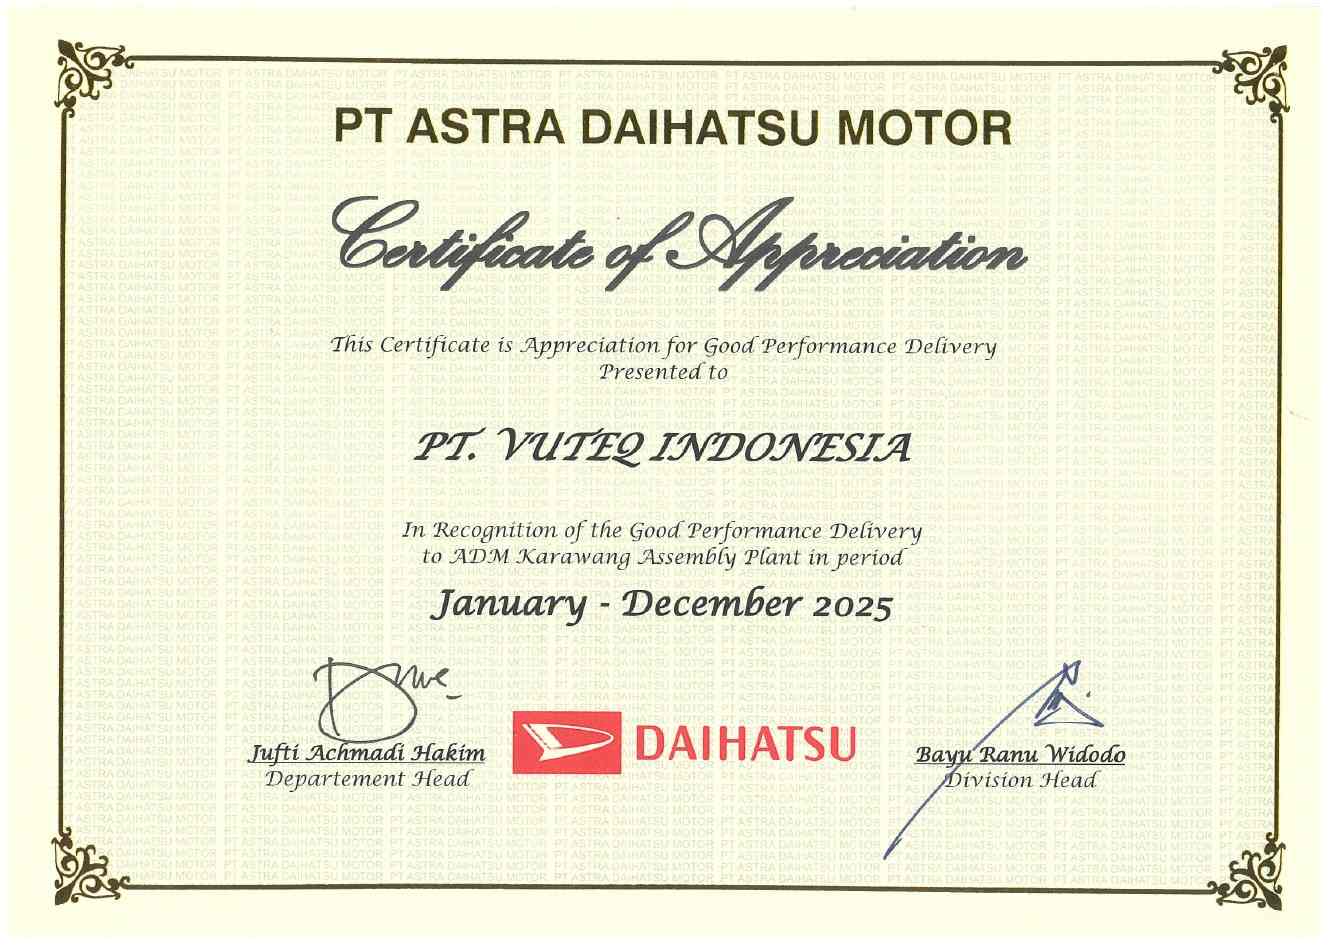 PT ASTRA DAIHATSU MOTOR
Certificate of Appreciation
This Certificate is Appreciation for Good Performance Delivery
Presented to
PT. VUTEQ INDONESIA
In Recognition of the Good Performance Delivery
to ADM Karawang Assembly Plant in period
January - December 2025
DAIHATSU
Jufti Achmadi Hakim
Departement Head
Bayu Ranu Widodo
Division Head